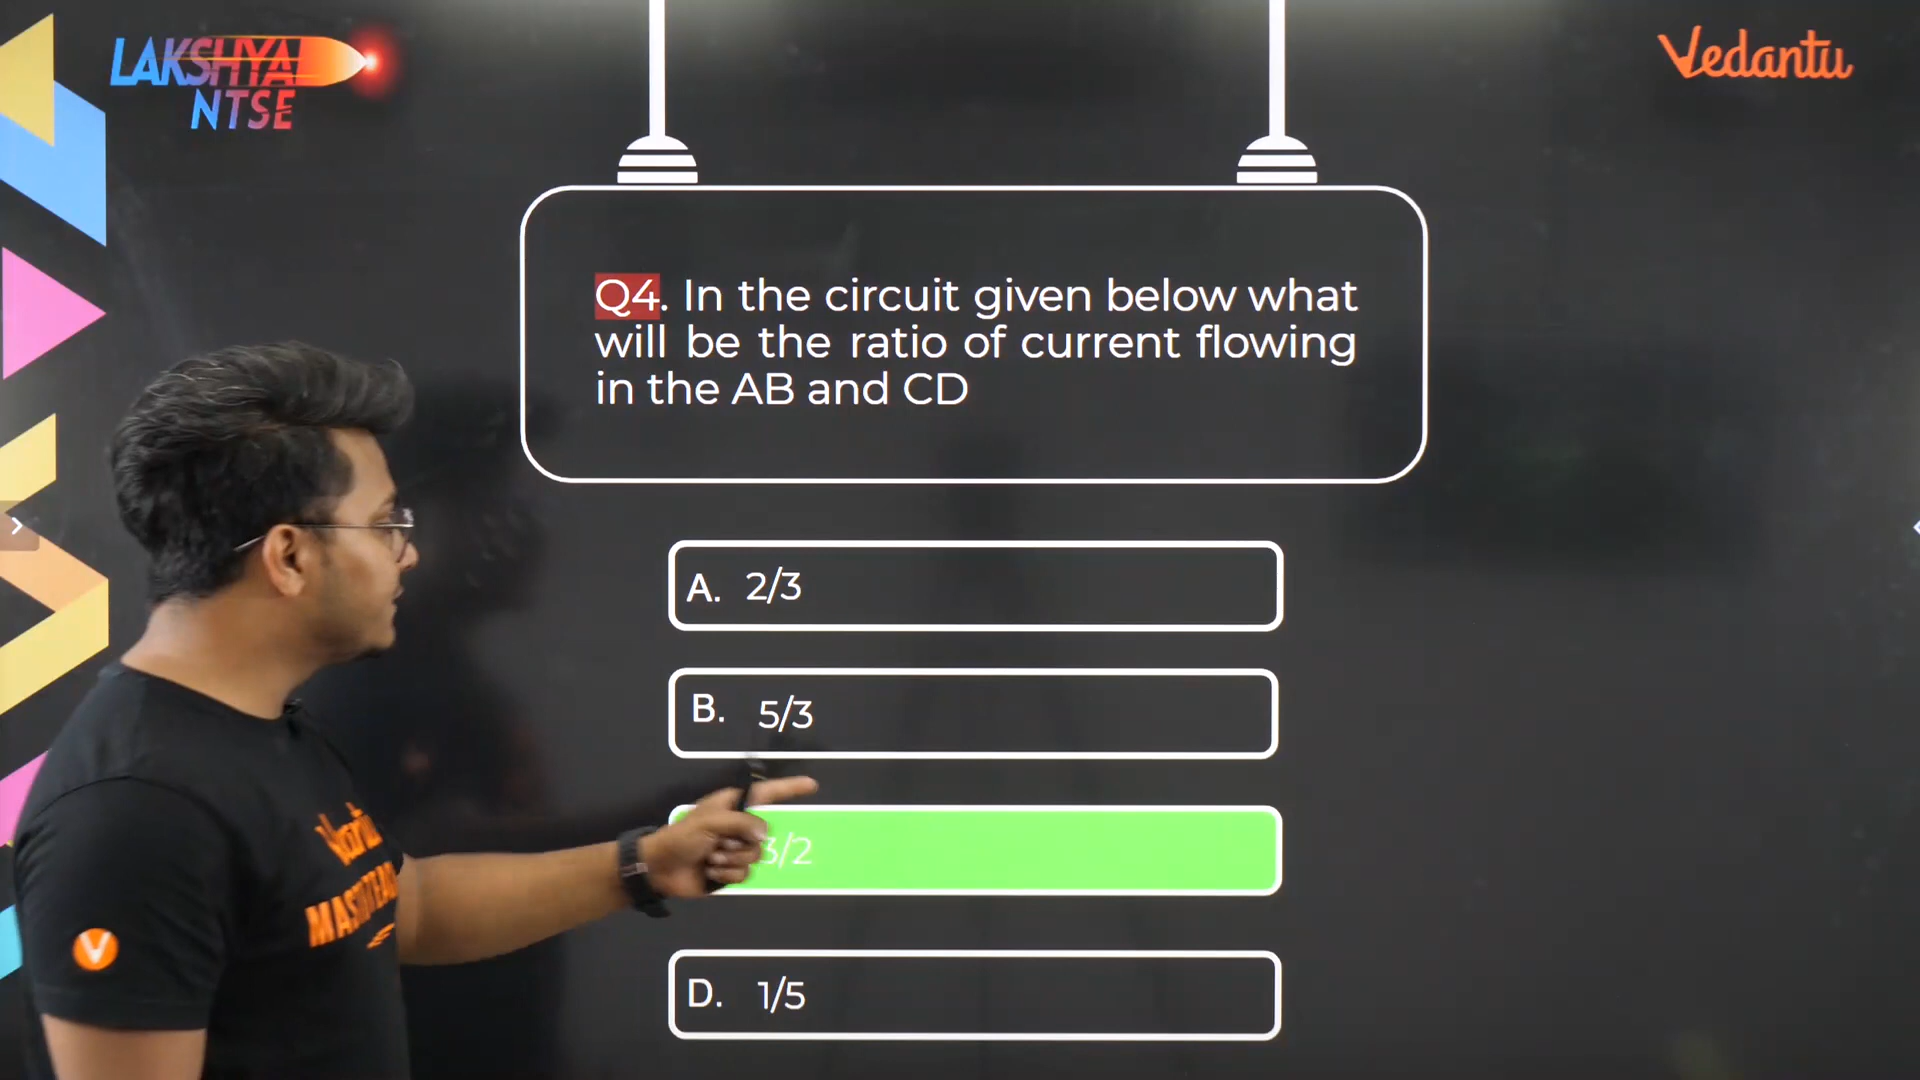 LAKSHYA
NTSE
Vedantu
Q4. In the circuit given below what
will be the ratio of current flowing
in the AB and CD
A. 2/3
B. 5/3
3/2
D. 1/5
Vedantu
V